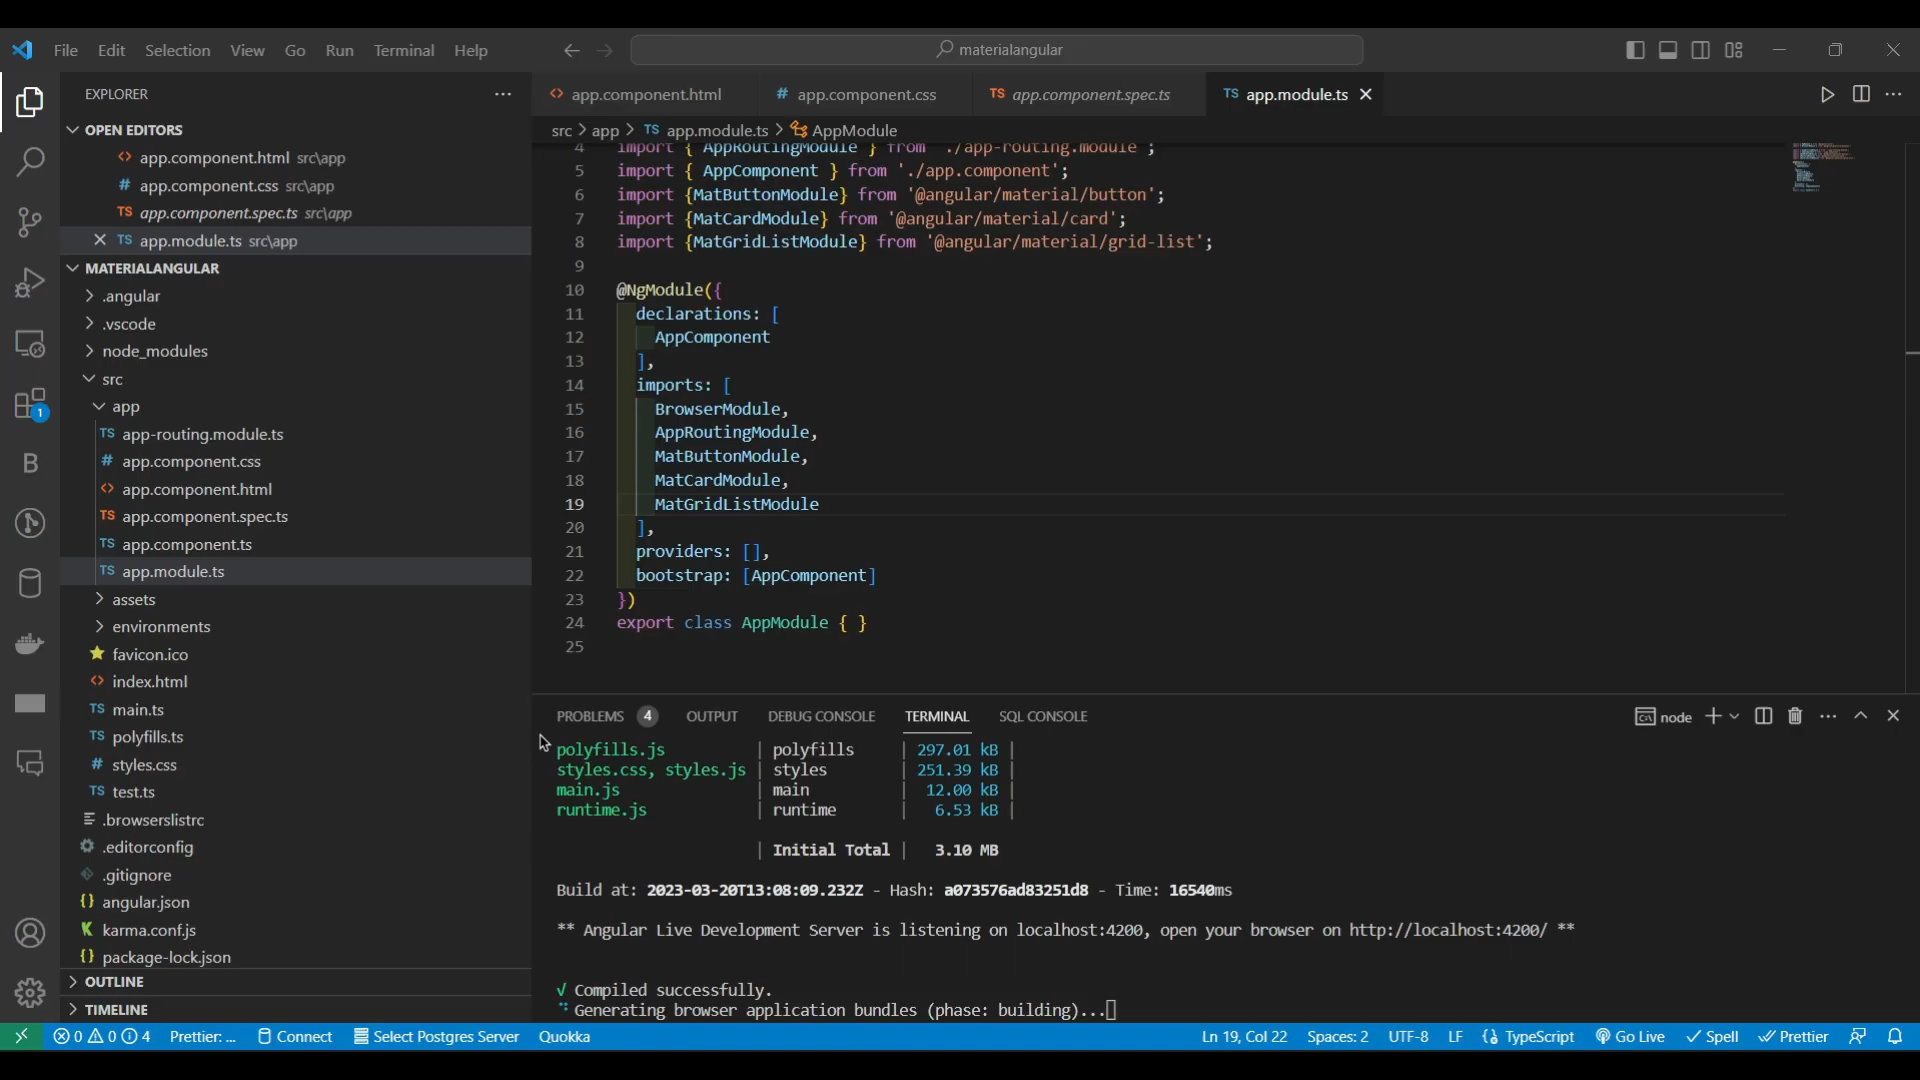 File Edit Selection View Go Run Terminal Help
materialangular
EXPLORER
OPEN EDITORS
app.component.html src\app
app.component.css src\app
app.component.spec.ts src\app
app.module.ts src\app
MATERIALANGULAR
.angular
.vscode
node_modules
src
app
app-routing.module.ts
app.component.css
app.component.html
app.component.spec.ts
app.component.ts
app.module.ts
assets
environments
favicon.ico
index.html
main.ts
polyfills.ts
styles.css
test.ts
.browserslistrc
.editorconfig
.gitignore
angular.json
karma.conf.js
package-lock.json
OUTLINE
TIMELINE
app.component.html app.component.css app.component.spec.ts app.module.ts
src > app > TS app.module.ts > AppModule
4 import { AppRoutingModule } from './app-routing.module';
5 import { AppComponent } from './app.component';
6 import {MatButtonModule} from '@angular/material/button';
7 import {MatCardModule} from '@angular/material/card';
8 import {MatGridListModule} from '@angular/material/grid-list';
9
10 @NgModule({
11 declarations: [
12 AppComponent
13 ],
14 imports: [
15 BrowserModule,
16 AppRoutingModule,
17 MatButtonModule,
18 MatCardModule,
19 MatGridListModule
20 ],
21 providers: [],
22 bootstrap: [AppComponent]
23 })
24 export class AppModule { }
25
PROBLEMS 4 OUTPUT DEBUG CONSOLE TERMINAL SQL CONSOLE node
polyfills.js | polyfills | 297.01 kB |
styles.css, styles.js | styles | 251.39 kB |
main.js | main | 12.00 kB |
runtime.js | runtime | 6.53 kB |
| Initial Total | 3.10 MB
Build at: 2023-03-20T13:08:09.232Z - Hash: a073576ad83251d8 - Time: 16540ms
** Angular Live Development Server is listening on localhost:4200, open your browser on http://localhost:4200/ **
√ Compiled successfully.
Generating browser application bundles (phase: building)...
0 0 4 Prettier: ... Connect Select Postgres Server Quokka Ln 19, Col 22 Spaces: 2 UTF-8 LF {} TypeScript Go Live Spell Prettier